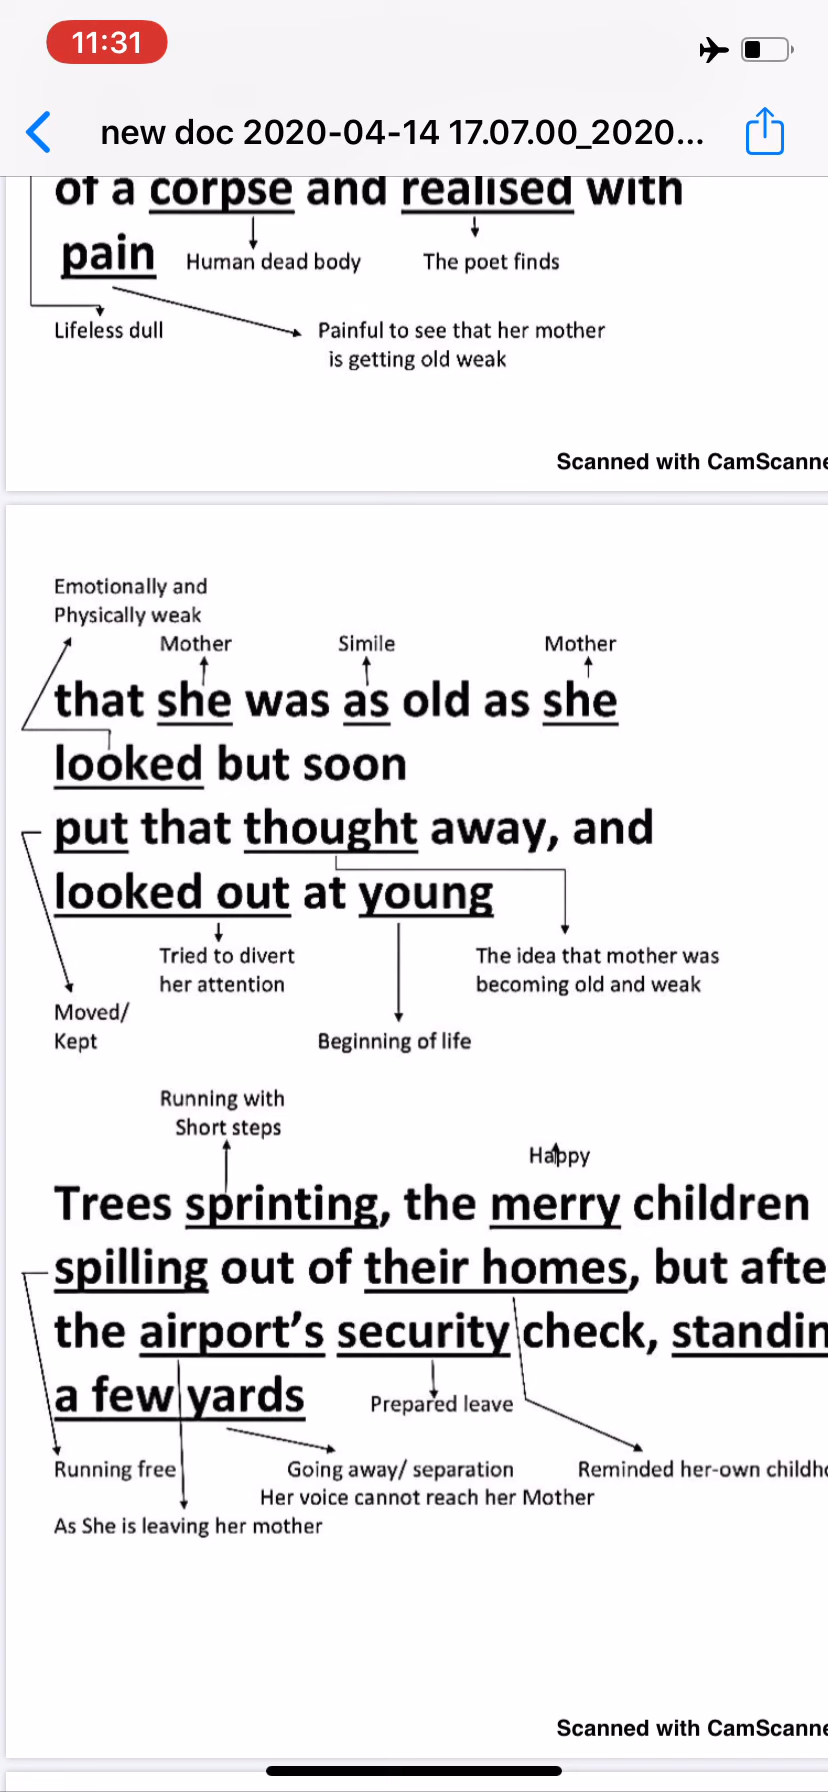 11:31
new doc 2020-04-14 17.07.00_2020...
of a corpse and realised with
pain Human dead body The poet finds
Lifeless dull Painful to see that her mother
is getting old weak
Scanned with CamScanne
Emotionally and
Physically weak
Mother Simile Mother
that she was as old as she
looked but soon
put that thought away, and
looked out at young
Tried to divert The idea that mother was
her attention becoming old and weak
Moved/
Kept Beginning of life
Running with
Short steps
Happy
Trees sprinting, the merry children
spilling out of their homes, but afte
the airport's security check, standin
a few yards Prepared leave
Running free Going away/ separation Reminded her-own childho
Her voice cannot reach her Mother
As She is leaving her mother
Scanned with CamScanne